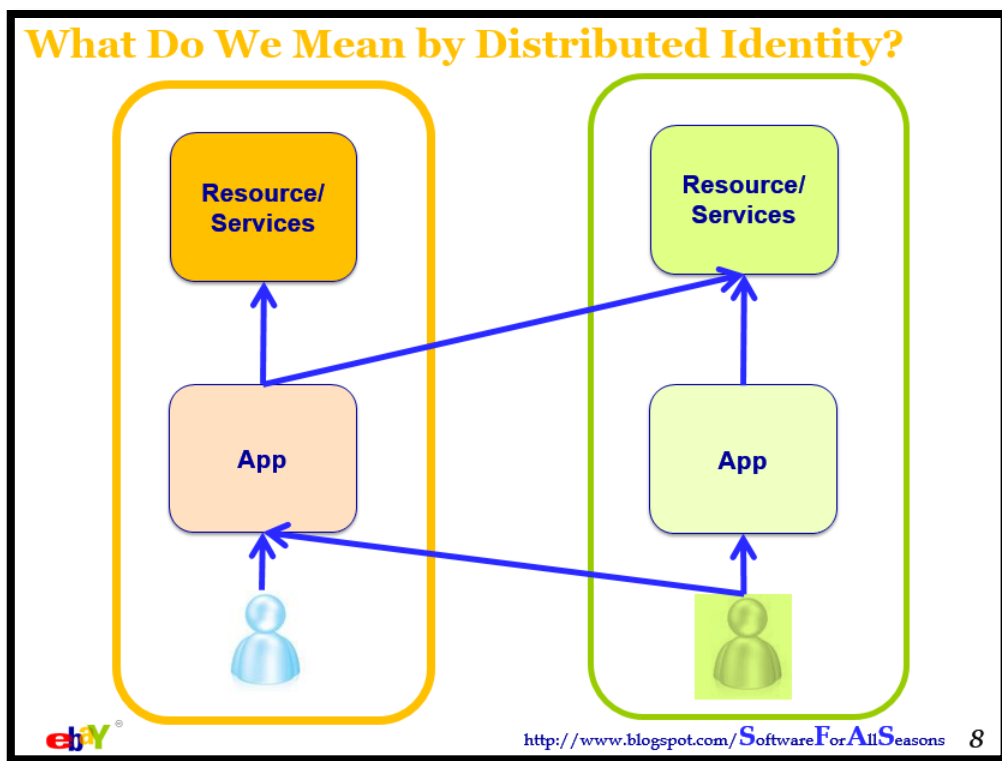 What Do We Mean by Distributed Identity?
Resource/
Services
Resource/
Services
App
App
ebaY®
http://www.blogspot.com/SoftwareForAllSeasons 8